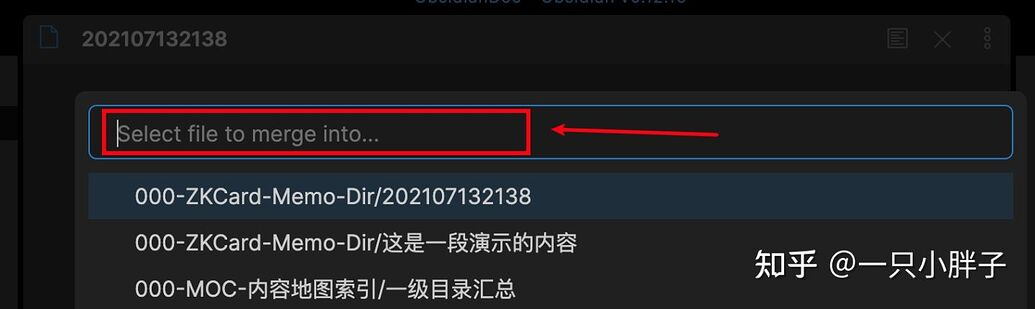 202107132138
Select file to merge into...
000-ZKCard-Memo-Dir/202107132138
000-ZKCard-Memo-Dir/这是一段演示的内容
000-MOC-内容地图索引/一级目录汇总
知乎 @一只小胖子